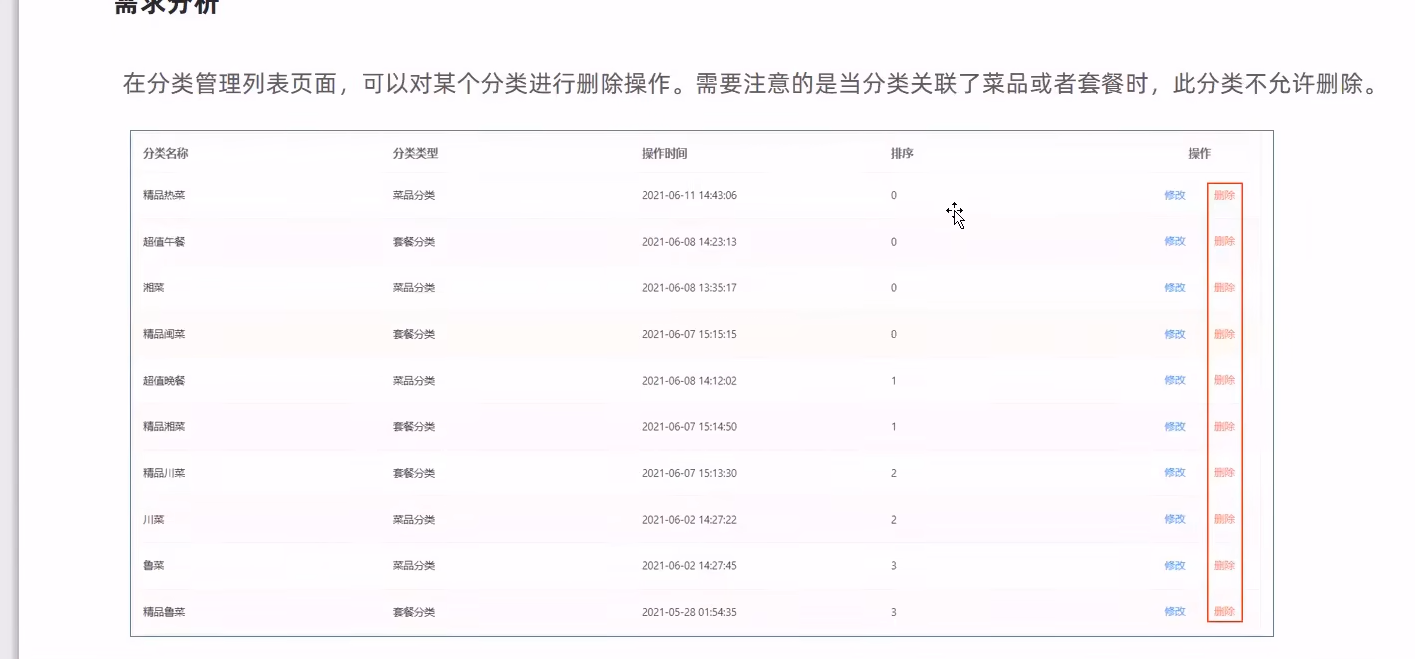 需求分析
在分类管理列表页面，可以对某个分类进行删除操作。需要注意的是当分类关联了菜品或者套餐时，此分类不允许删除。
分类名称 分类类型 操作时间 排序 操作
精品热菜 菜品分类 2021-06-11 14:43:06 0 修改 删除
超值午餐 套餐分类 2021-06-08 14:23:13 0 修改 删除
湘菜 菜品分类 2021-06-08 13:35:17 0 修改 删除
精品闽菜 套餐分类 2021-06-07 15:15:15 0 修改 删除
超值晚餐 菜品分类 2021-06-08 14:12:02 1 修改 删除
精品湘菜 套餐分类 2021-06-07 15:14:50 1 修改 删除
精品川菜 套餐分类 2021-06-07 15:13:30 2 修改 删除
川菜 菜品分类 2021-06-02 14:27:22 2 修改 删除
鲁菜 菜品分类 2021-06-02 14:27:45 3 修改 删除
精品鲁菜 套餐分类 2021-05-28 01:54:35 3 修改 删除